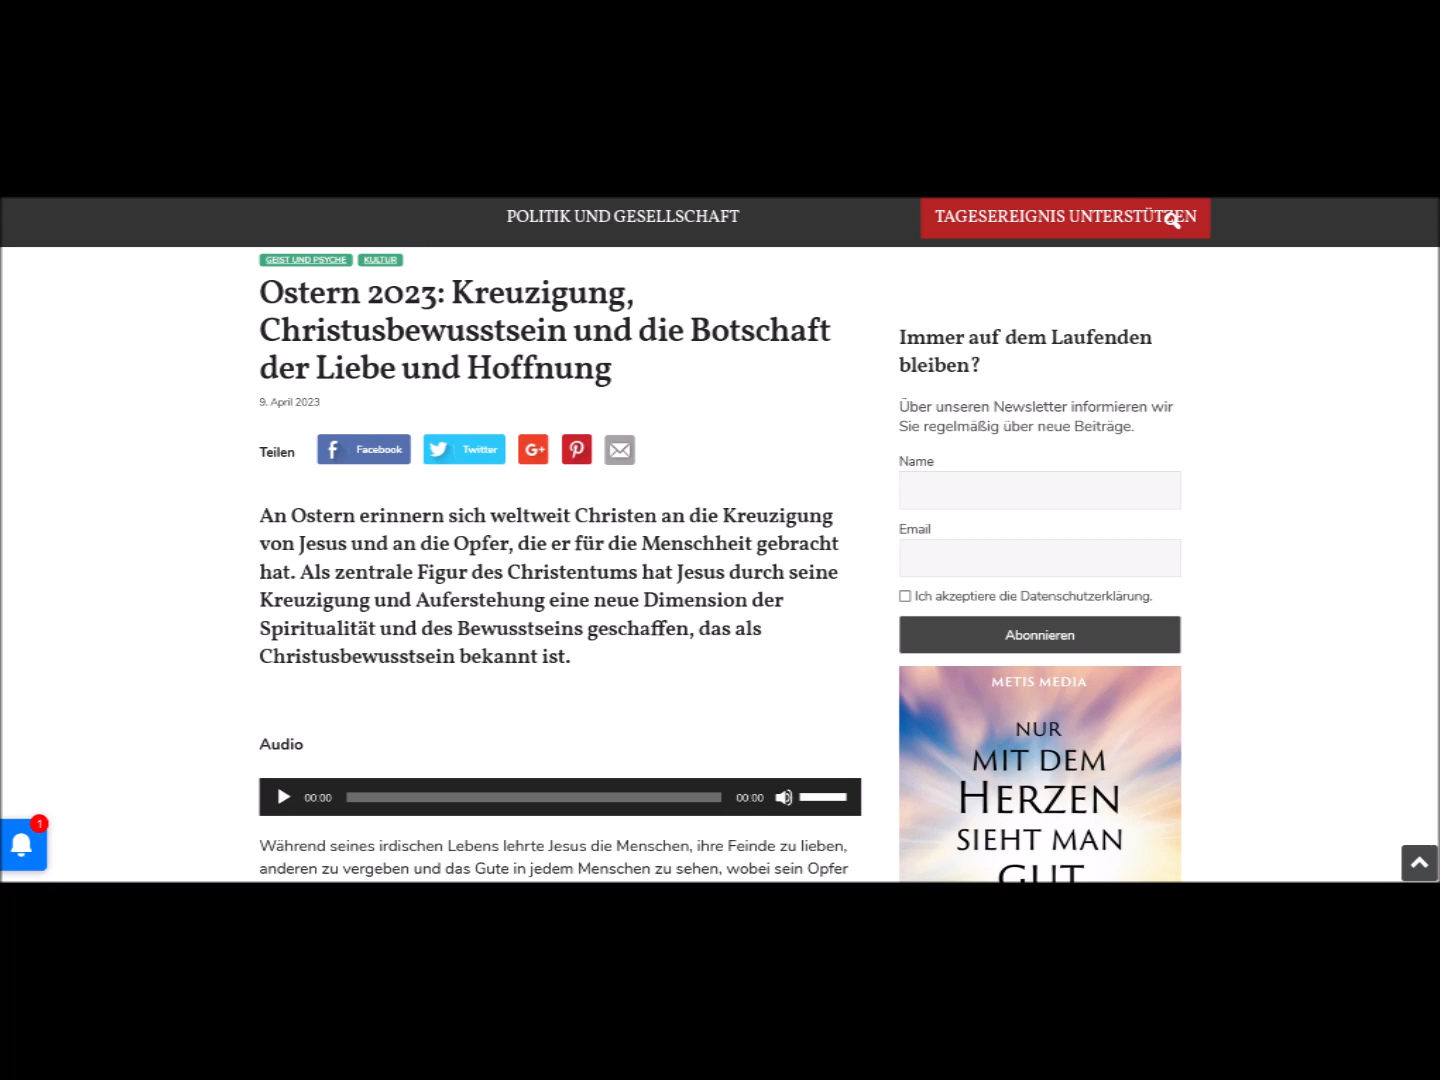 POLITIK UND GESELLSCHAFT
TAGESEREIGNIS UNTERSTÜTZEN
GEIST UND PSYCHE KULTUR
Ostern 2023: Kreuzigung,
Christusbewusstsein und die Botschaft
der Liebe und Hoffnung
9. April 2023
Teilen
Facebook
Twitter
G+
An Ostern erinnern sich weltweit Christen an die Kreuzigung
von Jesus und an die Opfer, die er für die Menschheit gebracht
hat. Als zentrale Figur des Christentums hat Jesus durch seine
Kreuzigung und Auferstehung eine neue Dimension der
Spiritualität und des Bewusstseins geschaffen, das als
Christusbewusstsein bekannt ist.
Audio
00:00
00:00
Während seines irdischen Lebens lehrte Jesus die Menschen, ihre Feinde zu lieben,
anderen zu vergeben und das Gute in jedem Menschen zu sehen, wobei sein Opfer
1
Immer auf dem Laufenden
bleiben?
Über unseren Newsletter informieren wir
Sie regelmäßig über neue Beiträge.
Name
Email
Ich akzeptiere die Datenschutzerklärung.
Abonnieren
METIS MEDIA
NUR
MIT DEM
HERZEN
SIEHT MAN
GUT